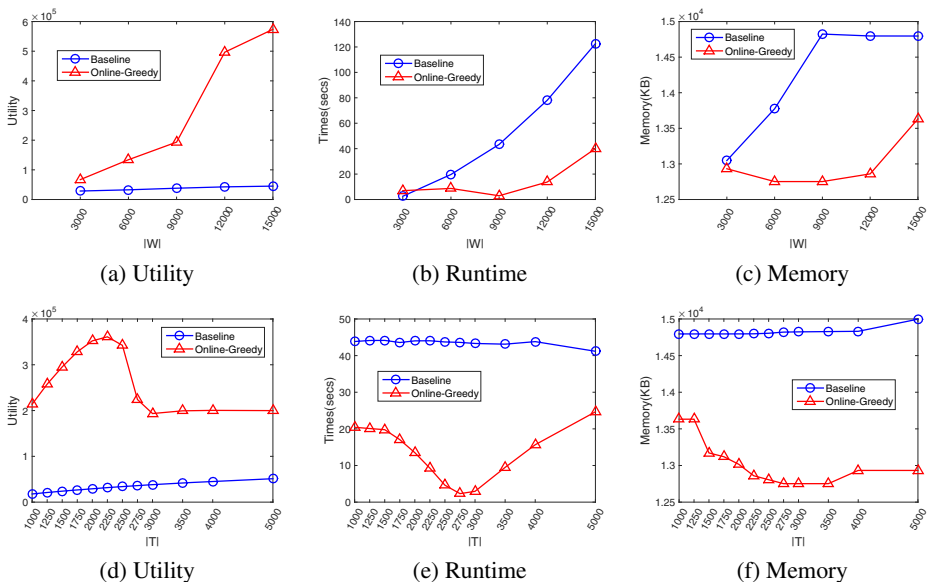 ×10^5
6
5
4
3
2
1
0
Utility
Baseline
Online-Greedy
3000 6000 9000 12000 15000
|W|
(a) Utility
140
120
100
80
60
40
20
0
Times(secs)
Baseline
Online-Greedy
3000 6000 9000 12000 15000
|W|
(b) Runtime
×10^4
1.5
1.45
1.4
1.35
1.3
1.25
Memory(KB)
Baseline
Online-Greedy
3000 6000 9000 12000 15000
|W|
(c) Memory
×10^5
4
3
2
1
0
Utility
Baseline
Online-Greedy
1000 1250 1500 1750 2000 2250 2500 2750 3000 3500 4000 5000
|T|
(d) Utility
50
40
30
20
10
0
Times(secs)
Baseline
Online-Greedy
1000 1250 1500 1750 2000 2250 2500 2750 3000 3500 4000 5000
|T|
(e) Runtime
×10^4
1.5
1.45
1.4
1.35
1.3
1.25
Memory(KB)
Baseline
Online-Greedy
1000 1250 1500 1750 2000 2250 2500 2750 3000 3500 4000 5000
|T|
(f) Memory